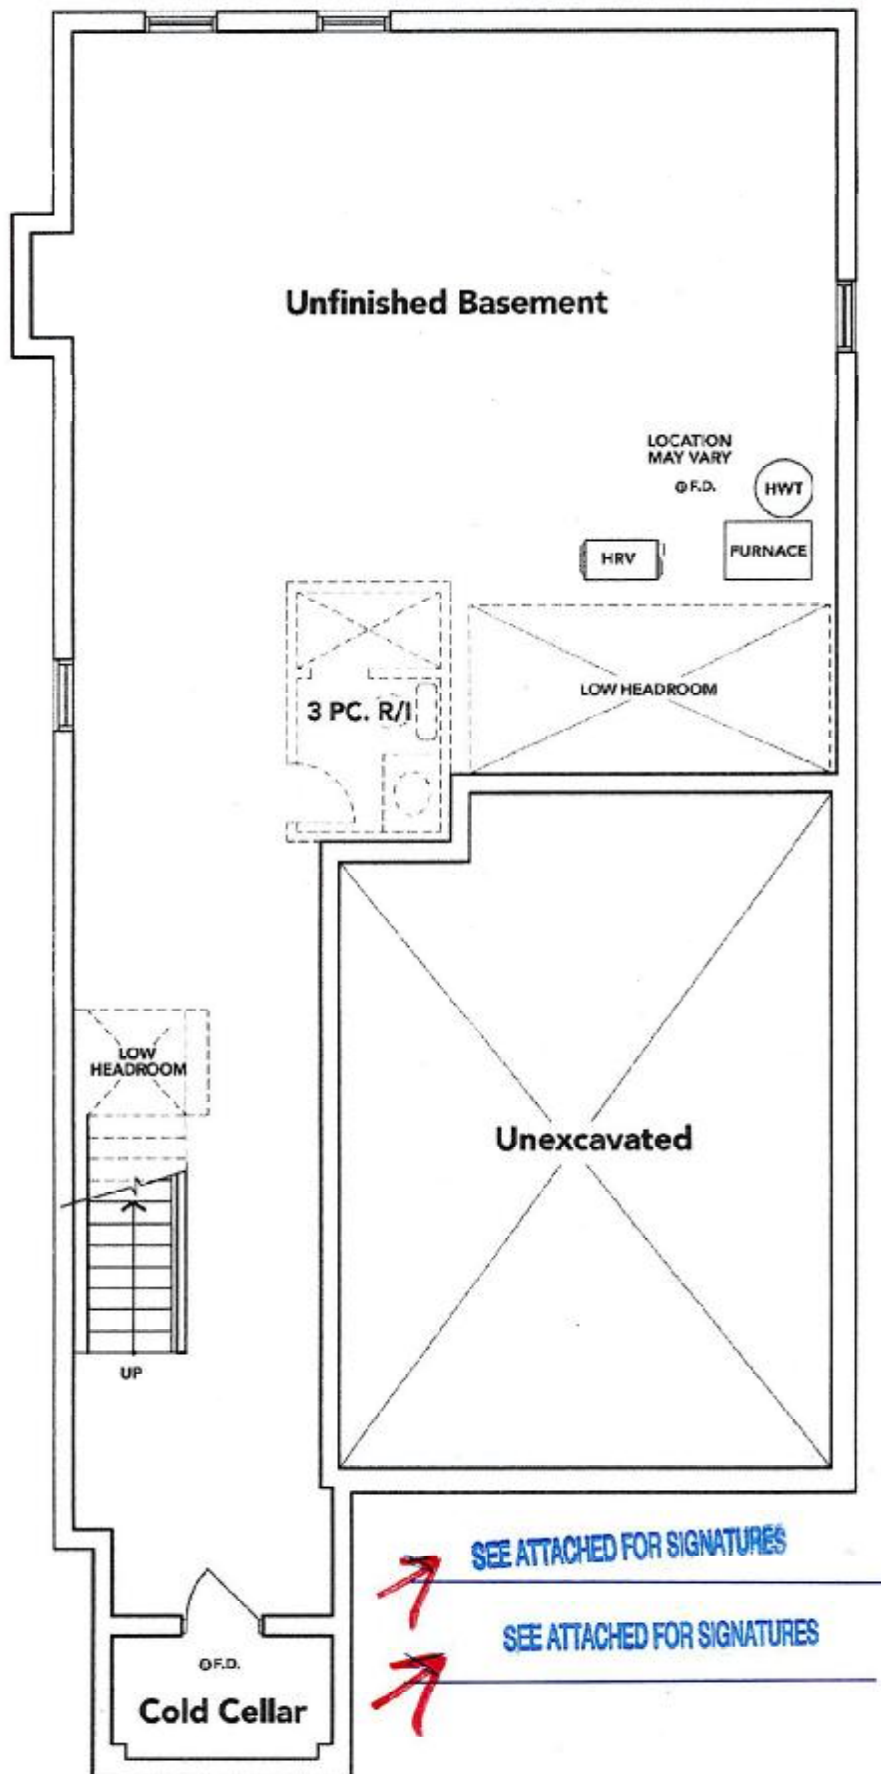 Unfinished Basement
LOCATION
MAY VARY
F.D.
HWT
HRV
FURNACE
LOW HEADROOM
3 PC. R/I
LOW
HEADROOM
Unexcavated
UP
SEE ATTACHED FOR SIGNATURES
SEE ATTACHED FOR SIGNATURES
F.D.
Cold Cellar